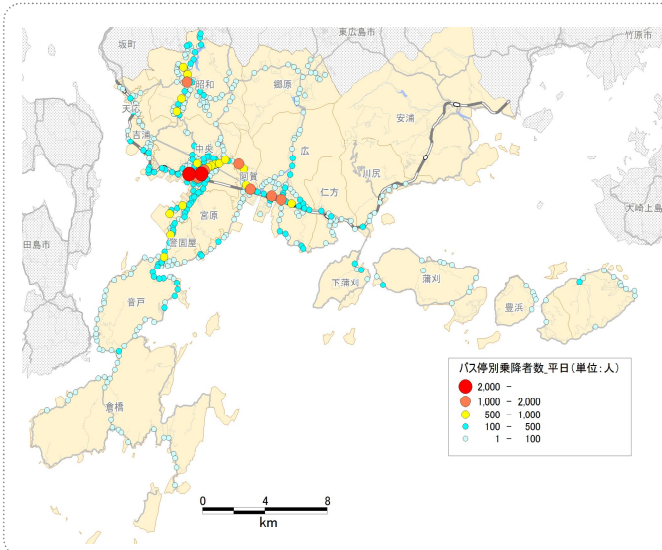 東広島市
竹原市
坂町
昭和
郷原
天応
安浦
吉浦
中央
広
阿賀
川尻
仁方
大崎上島
宮原
田島市
警固屋
下蒲刈
蒲刈
豊浜
音戸
倉橋
バス停別乗降者数_平日(単位:人)
2,000 -
1,000 - 2,000
500 - 1,000
100 - 500
1 - 100
0 4 8
km